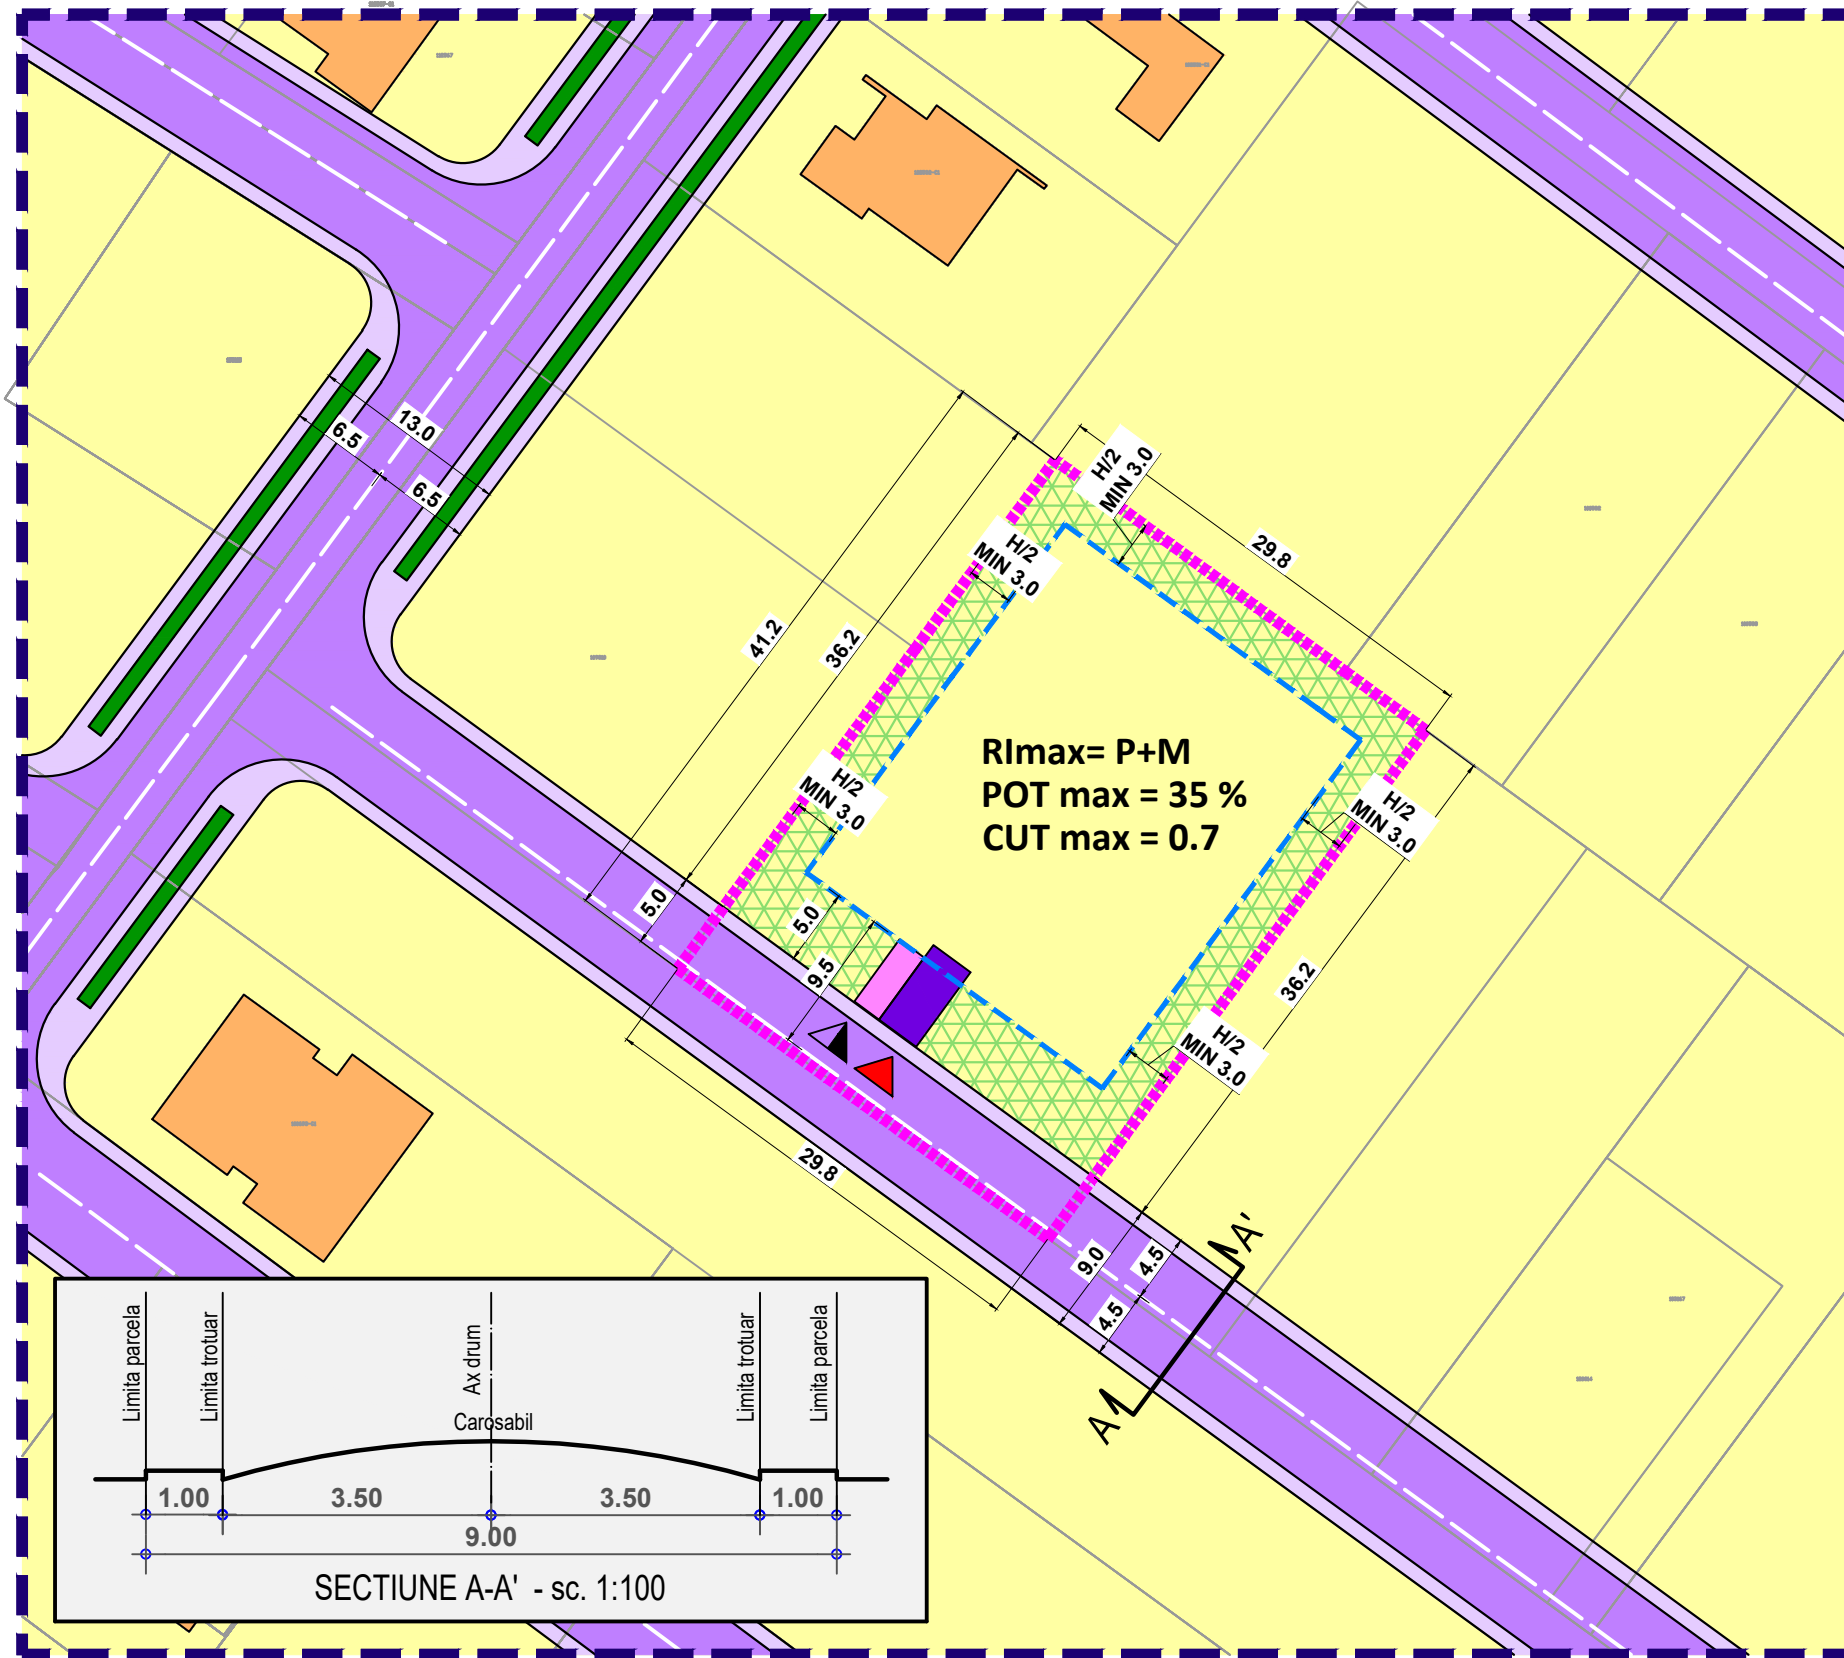 13.0
6.5
6.5
H/2
MIN 3.0
H/2
MIN 3.0
29.8
41.2
36.2
RImax= P+M
POT max = 35 %
CUT max = 0.7
H/2
MIN 3.0
H/2
MIN 3.0
5.0
5.0
9.5
36.2
H/2
MIN 3.0
29.8
9.0
4.5
4.5
A'
A
Limita parcela
Limita trotuar
Ax drum
Limita trotuar
Limita parcela
Carosabil
1.00
3.50
3.50
1.00
9.00
SECTIUNE A-A' - sc. 1:100